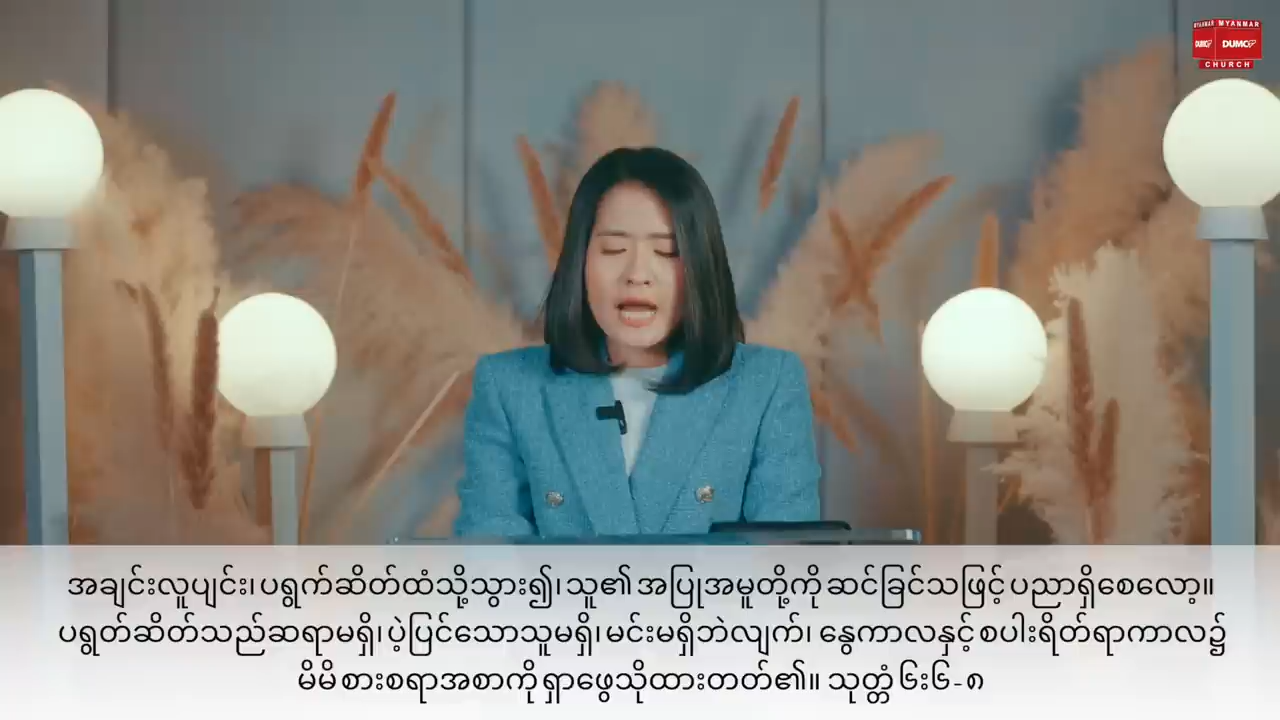 MYANMAR MYANMAR
DUMC DUMC
CHURCH
အချင်းလူပျင်း၊ ပရွက်ဆိတ်ထံသို့သွား၍၊ သူ၏ အပြုအမူတို့ကို ဆင်ခြင်သဖြင့် ပညာရှိစေလော့။
ပရွတ်ဆိတ်သည်ဆရာမရှိ၊ ပဲ့ပြင်သောသူမရှိ၊ မင်းမရှိဘဲလျက်၊ နွေကာလနှင့် စပါးရိတ်ရာကာလ၌
မိမိ စားစရာအစာကို ရှာဖွေသိုထားတတ်၏။ သုတ္တံ ၆း၆-၈